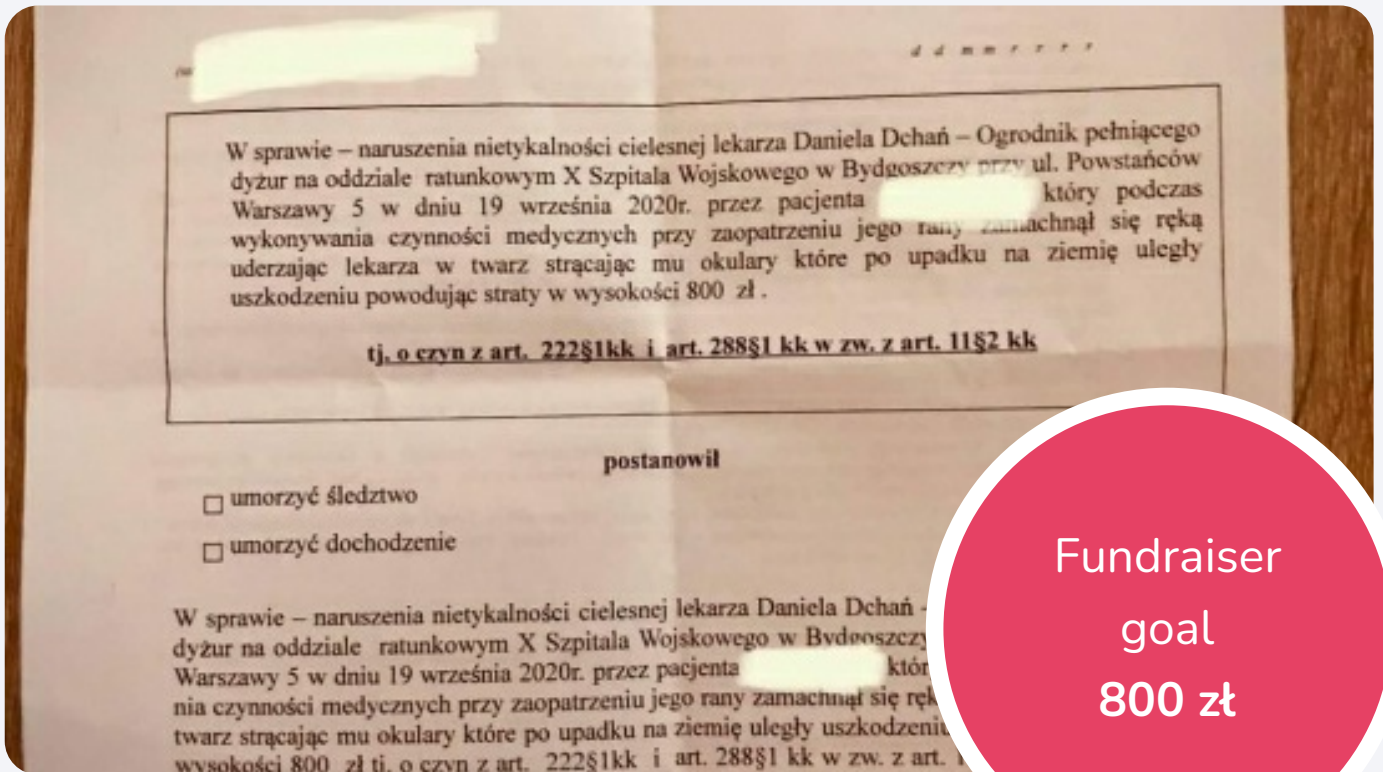 d d m m r r r r
W sprawie – naruszenia nietykalności cielesnej lekarza Daniela Dchań – Ogrodnik pełniącego
dyżur na oddziale ratunkowym X Szpitala Wojskowego w Bydgoszczy przy ul. Powstańców
Warszawy 5 w dniu 19 września 2020r. przez pacjenta który podczas
wykonywania czynności medycznych przy zaopatrzeniu jego rany zamachnął się ręką
uderzając lekarza w twarz strącając mu okulary które po upadku na ziemię uległy
uszkodzeniu powodując straty w wysokości 800 zł .
tj. o czyn z art. 222§1kk i art. 288§1 kk w zw. z art. 11§2 kk
postanowił
umorzyć śledztwo
umorzyć dochodzenie
W sprawie – naruszenia nietykalności cielesnej lekarza Daniela Dchań -
dyżur na oddziale ratunkowym X Szpitala Wojskowego w Bydgoszczy
Warszawy 5 w dniu 19 września 2020r. przez pacjenta któr
nia czynności medycznych przy zaopatrzeniu jego rany zamachnął się ręk
twarz strącając mu okulary które po upadku na ziemię uległy uszkodzeniu
wysokości 800 zł tj. o czyn z art. 222§1kk i art. 288§1 kk w zw. z art.
Fundraiser
goal
800 zł